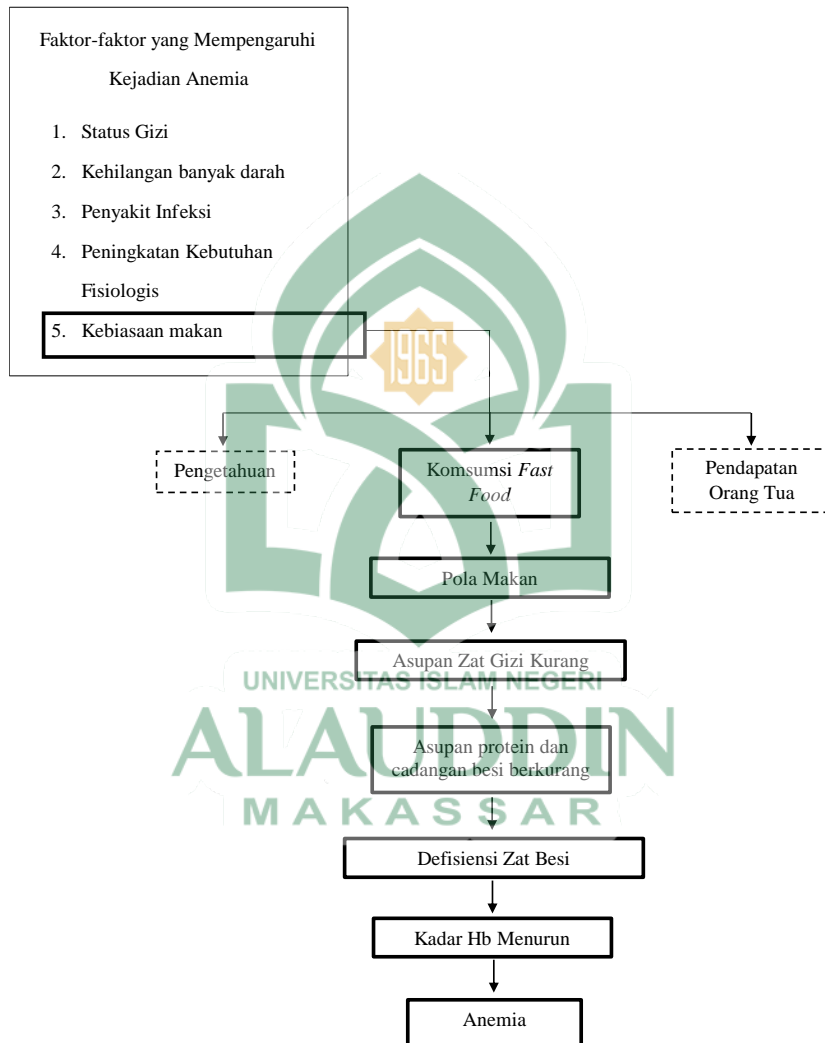 Faktor-faktor yang Mempengaruhi
Kejadian Anemia
1. Status Gizi
2. Kehilangan banyak darah
3. Penyakit Infeksi
4. Peningkatan Kebutuhan
Fisiologis
5. Kebiasaan makan
1965
Pengetahuan
Komsumsi Fast
Food
Pendapatan
Orang Tua
Pola Makan
Asupan Zat Gizi Kurang
UNIVERSITAS ISLAM NEGERI
ALAUDDIN
Asupan protein dan
cadangan besi berkurang
MAKASSAR
Defisiensi Zat Besi
Kadar Hb Menurun
Anemia